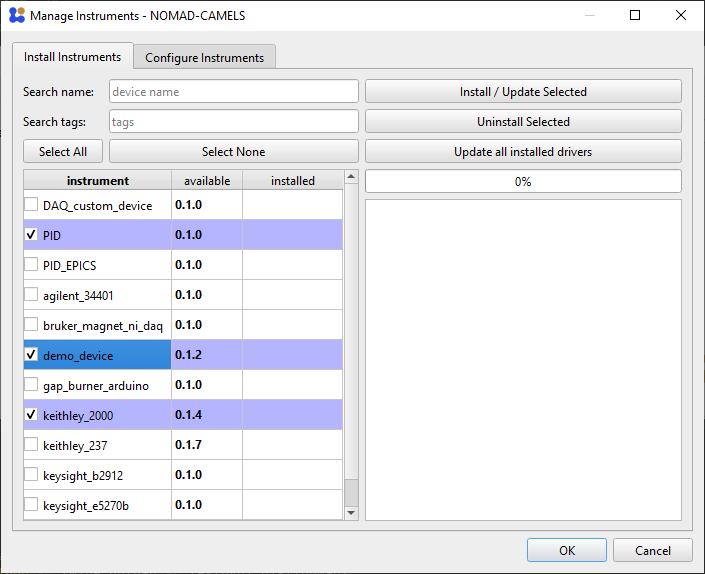 Manage Instruments - NOMAD-CAMELS
Install Instruments
Configure Instruments
Search name: device name
Install / Update Selected
Search tags: tags
Uninstall Selected
Select All
Select None
Update all installed drivers
instrument available installed
0%
DAQ_custom_device 0.1.0
PID 0.1.0
PID_EPICS 0.1.0
agilent_34401 0.1.0
bruker_magnet_ni_daq 0.1.0
demo_device 0.1.2
gap_burner_arduino 0.1.0
keithley_2000 0.1.4
keithley_237 0.1.7
keysight_b2912 0.1.0
keysight_e5270b 0.1.0
OK
Cancel